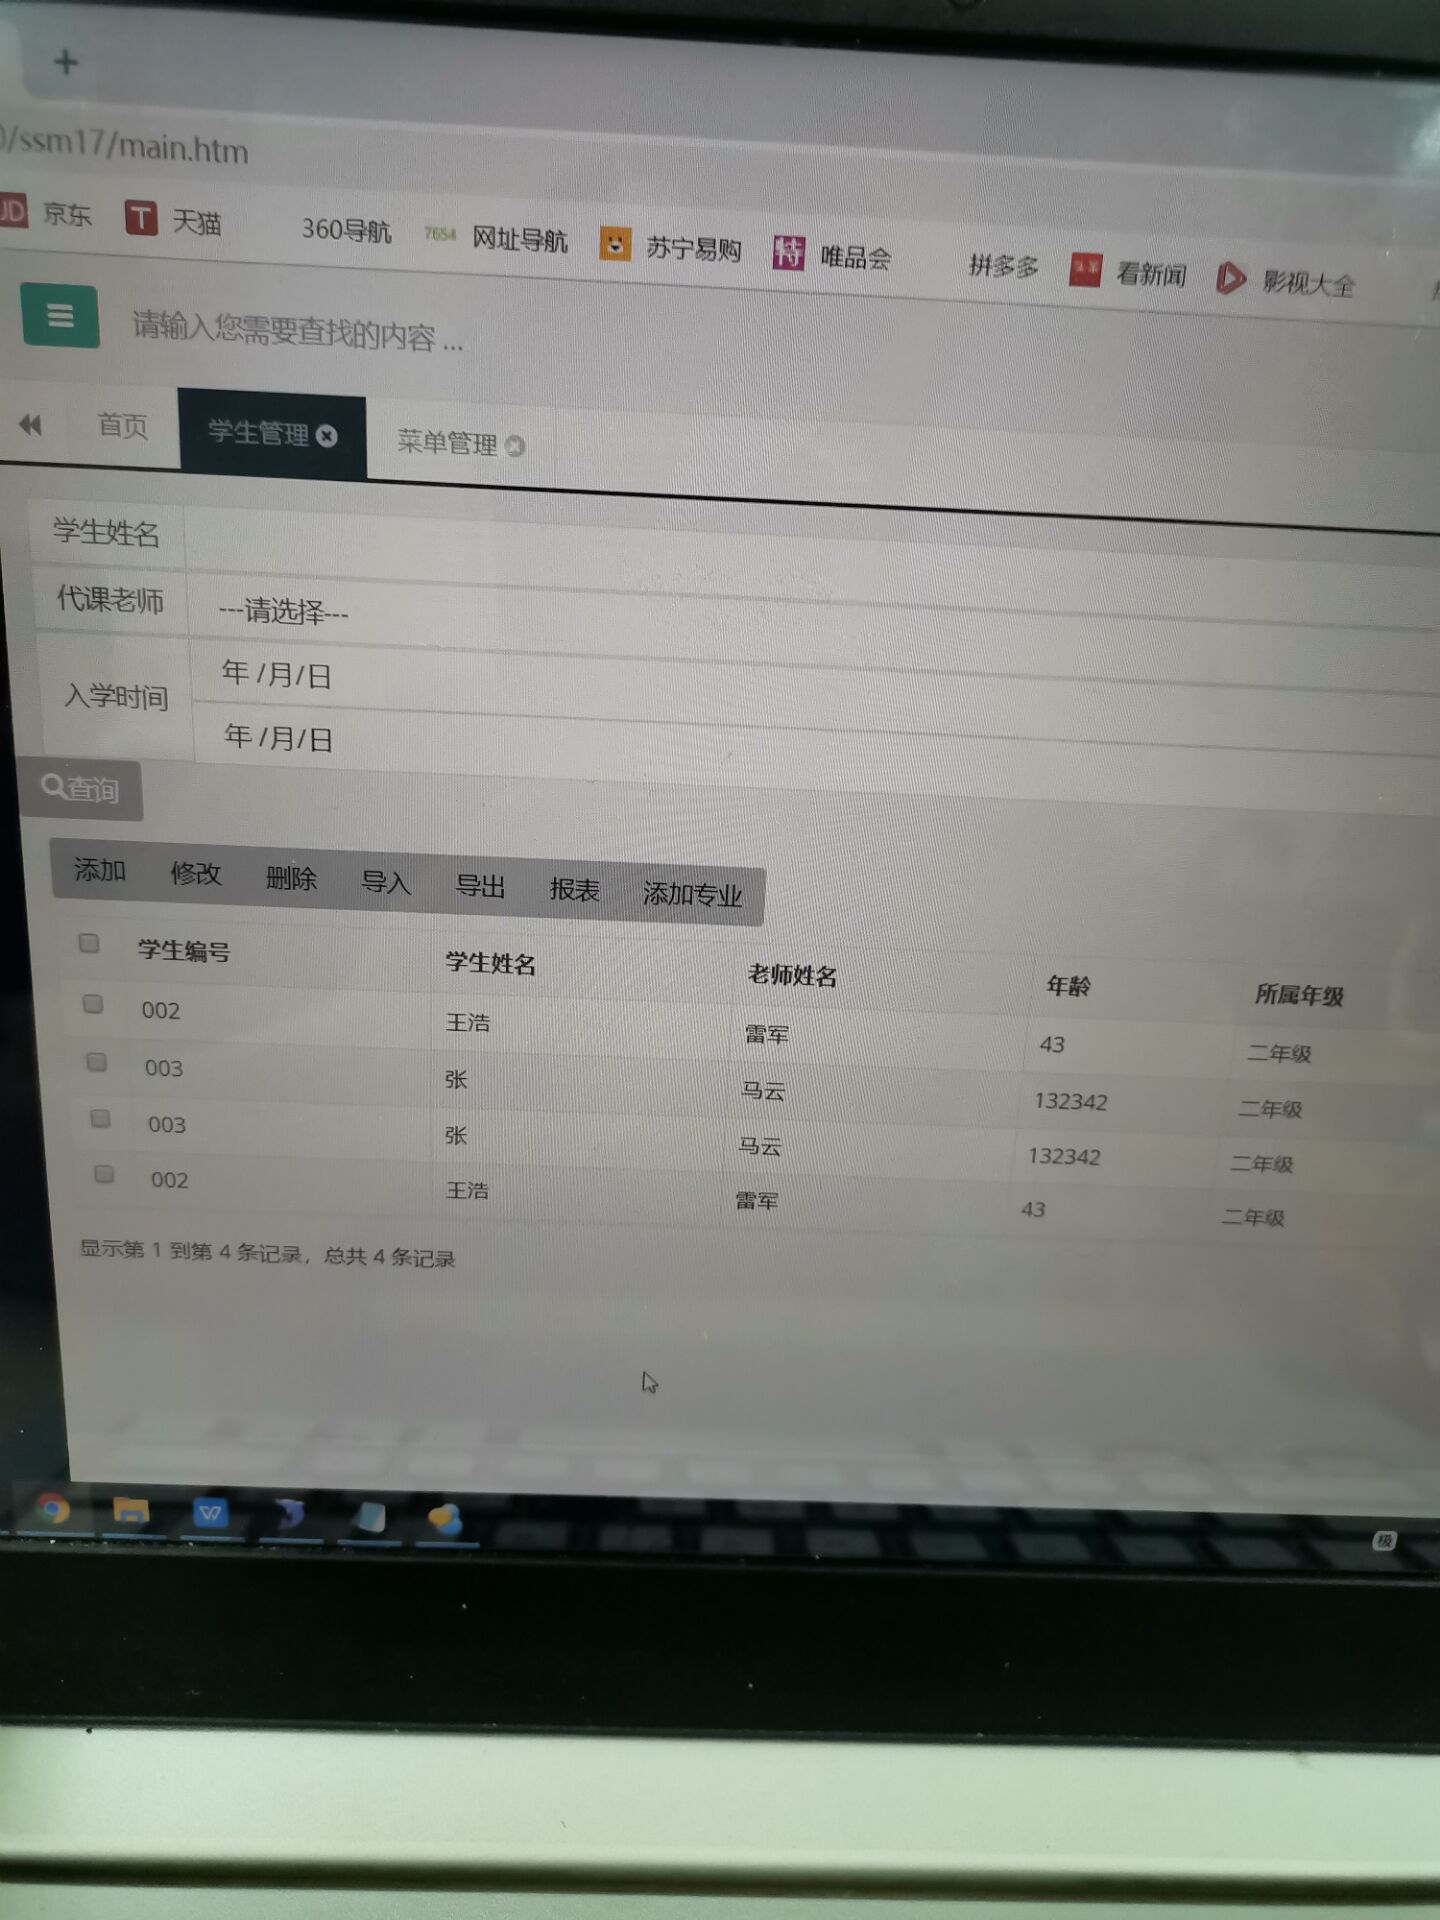 +
/ssm17/main.htm
JD 京东 T 天猫 360导航 7654 网址导航 苏宁易购 特 唯品会 拼多多 看新闻 影视大全
请输入您需要查找的内容 ...
首页 学生管理 菜单管理
学生姓名
代课老师 ---请选择---
入学时间 年 /月/日
年 /月/日
查询
添加 修改 删除 导入 导出 报表 添加专业
学生编号 学生姓名 老师姓名 年龄 所属年级
002 王浩 雷军 43 二年级
003 张 马云 132342 二年级
003 张 马云 132342 二年级
002 王浩 雷军 43 二年级
显示第 1 到第 4 条记录，总共 4 条记录
W 极